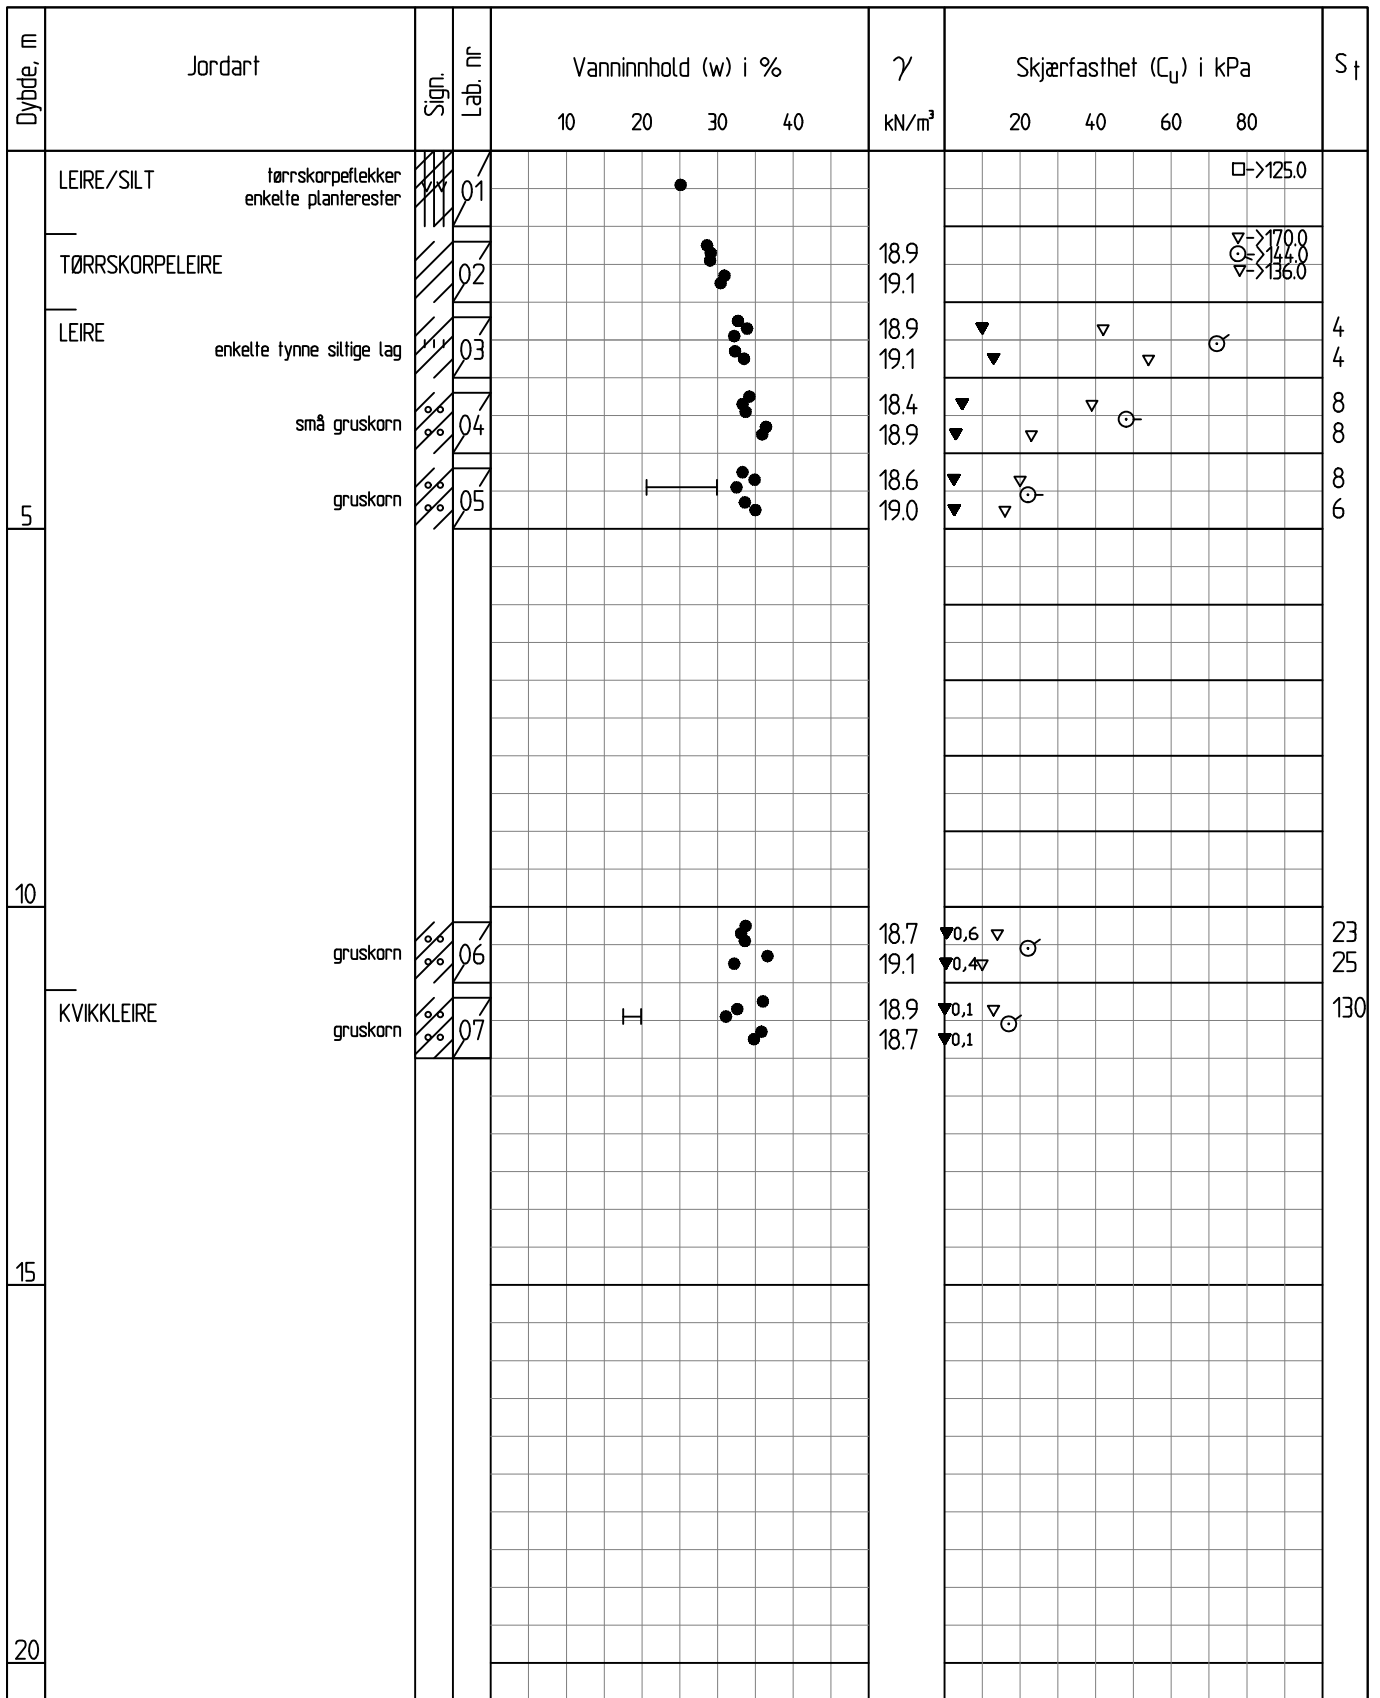 Dybde, m
Jordart
Sign.
Lab. nr
Vanninnhold (w) i %
10 20 30 40
γ
kN/m³
Skjærfasthet (Cu) i kPa
20 40 60 80
St
LEIRE/SILT
tørrskorpeflekker
enkelte planterester
01
->125.0
TØRRSKORPELEIRE
02
18.9
19.1
->170.0
->144.0
->136.0
LEIRE
enkelte tynne siltige lag
03
18.9
19.1
4
4
små gruskorn
04
18.4
18.9
8
8
gruskorn
05
18.6
19.0
8
6
5
10
gruskorn
06
18.7
19.1
0,6
0,4
23
25
KVIKKLEIRE
gruskorn
07
18.9
18.7
0,1
0,1
130
15
20